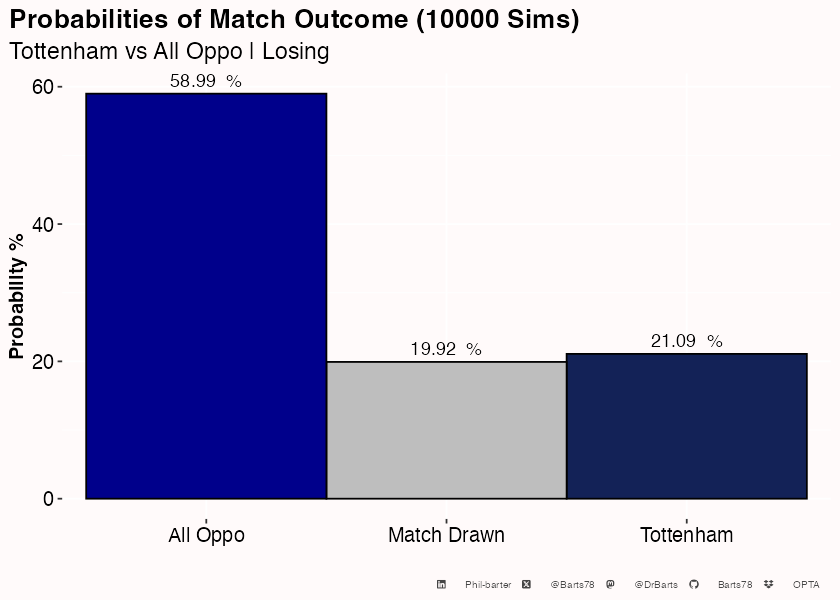 Probabilities of Match Outcome (10000 Sims)
Tottenham vs All Oppo | Losing
58.99 %
60
40
Probability %
19.92 %
21.09 %
20
0
All Oppo Match Drawn Tottenham
Phil-barter @Barts78 @DrBarts Barts78 OPTA